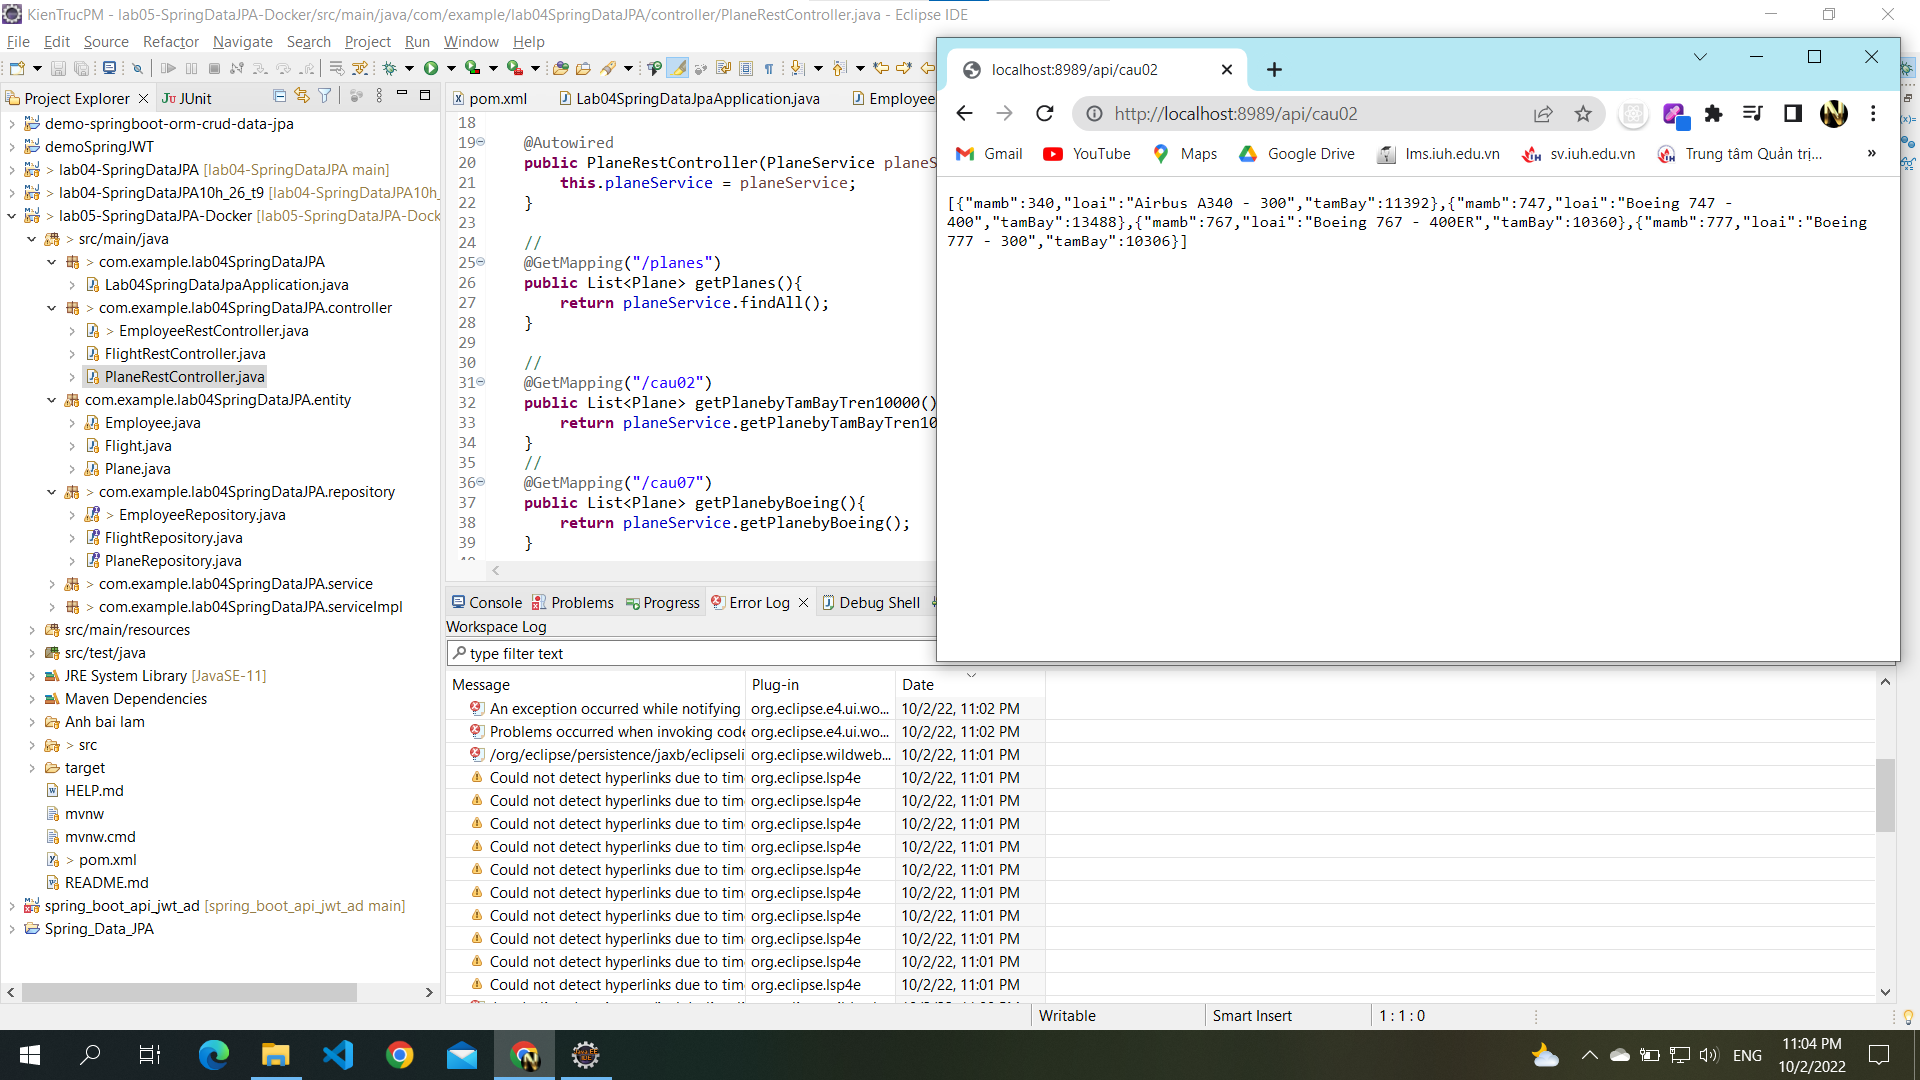 KienTrucPM - lab05-SpringDataJPA-Docker/src/main/java/com/example/lab04SpringDataJPA/controller/PlaneRestController.java - Eclipse IDE
File Edit Source Refactor Navigate Search Project Run Window Help
Project Explorer
JUnit
demo-springboot-orm-crud-data-jpa
demoSpringJWT
> lab04-SpringDataJPA [lab04-SpringDataJPA main]
> lab04-SpringDataJPA10h_26_t9 [lab04-SpringDataJPA10h_
> lab05-SpringDataJPA-Docker [lab05-SpringDataJPA-Dock
> src/main/java
> com.example.lab04SpringDataJPA
Lab04SpringDataJpaApplication.java
> com.example.lab04SpringDataJPA.controller
> EmployeeRestController.java
FlightRestController.java
PlaneRestController.java
com.example.lab04SpringDataJPA.entity
Employee.java
Flight.java
Plane.java
> com.example.lab04SpringDataJPA.repository
> EmployeeRepository.java
FlightRepository.java
PlaneRepository.java
> com.example.lab04SpringDataJPA.service
> com.example.lab04SpringDataJPA.serviceImpl
src/main/resources
src/test/java
JRE System Library [JavaSE-11]
Maven Dependencies
Anh bai lam
> src
target
HELP.md
mvnw
mvnw.cmd
> pom.xml
README.md
spring_boot_api_jwt_ad [spring_boot_api_jwt_ad main]
Spring_Data_JPA
pom.xml Lab04SpringDataJpaApplication.java Employee
18
19 @Autowired
20 public PlaneRestController(PlaneService planeS
21 this.planeService = planeService;
22 }
23
24 //
25 @GetMapping("/planes")
26 public List<Plane> getPlanes(){
27 return planeService.findAll();
28 }
29
30 //
31 @GetMapping("/cau02")
32 public List<Plane> getPlanebyTamBayTren10000()
33 return planeService.getPlanebyTamBayTren10
34 }
35 //
36 @GetMapping("/cau07")
37 public List<Plane> getPlanebyBoeing(){
38 return planeService.getPlanebyBoeing();
39 }
localhost:8989/api/cau02
http://localhost:8989/api/cau02
Gmail YouTube Maps Google Drive lms.iuh.edu.vn sv.iuh.edu.vn Trung tâm Quản trị... »
[{"mamb":340,"loai":"Airbus A340 - 300","tamBay":11392},{"mamb":747,"loai":"Boeing 747 -
400","tamBay":13488},{"mamb":767,"loai":"Boeing 767 - 400ER","tamBay":10360},{"mamb":777,"loai":"Boeing
777 - 300","tamBay":10306}]
Console Problems Progress Error Log Debug Shell
Workspace Log
type filter text
Message Plug-in Date
An exception occurred while notifying org.eclipse.e4.ui.wo... 10/2/22, 11:02 PM
Problems occurred when invoking code org.eclipse.e4.ui.wo... 10/2/22, 11:02 PM
/org/eclipse/persistence/jaxb/eclipseli org.eclipse.wildweb... 10/2/22, 11:01 PM
Could not detect hyperlinks due to tim org.eclipse.lsp4e 10/2/22, 11:01 PM
Could not detect hyperlinks due to tim org.eclipse.lsp4e 10/2/22, 11:01 PM
Could not detect hyperlinks due to tim org.eclipse.lsp4e 10/2/22, 11:01 PM
Could not detect hyperlinks due to tim org.eclipse.lsp4e 10/2/22, 11:01 PM
Could not detect hyperlinks due to tim org.eclipse.lsp4e 10/2/22, 11:01 PM
Could not detect hyperlinks due to tim org.eclipse.lsp4e 10/2/22, 11:01 PM
Could not detect hyperlinks due to tim org.eclipse.lsp4e 10/2/22, 11:01 PM
Could not detect hyperlinks due to tim org.eclipse.lsp4e 10/2/22, 11:01 PM
Could not detect hyperlinks due to tim org.eclipse.lsp4e 10/2/22, 11:01 PM
Could not detect hyperlinks due to tim org.eclipse.lsp4e 10/2/22, 11:01 PM
Writable Smart Insert 1 : 1 : 0
ENG
11:04 PM
10/2/2022